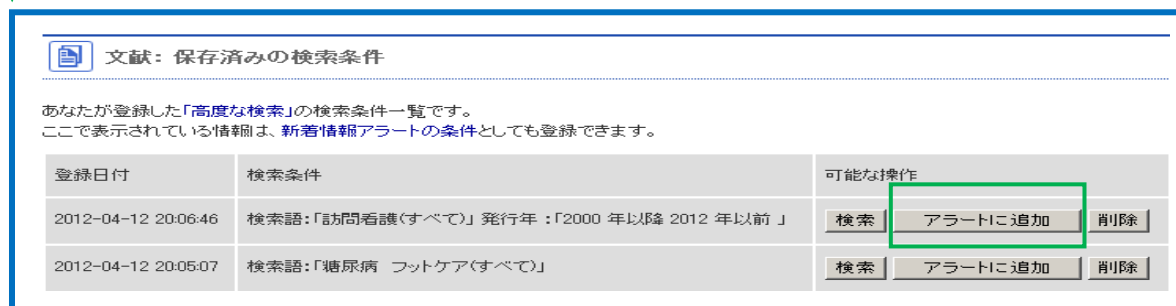 文献: 保存済みの検索条件
あなたが登録した「高度な検索」の検索条件一覧です。
ここで表示されている情報は、新着情報アラートの条件としても登録できます。
登録日付 検索条件 可能な操作
2012-04-12 20:06:46 検索語:「訪問看護(すべて)」 発行年 :「2000 年以降 2012 年以前 」 検索 アラートに追加 削除
2012-04-12 20:05:07 検索語:「糖尿病 フットケア(すべて)」 検索 アラートに追加 削除